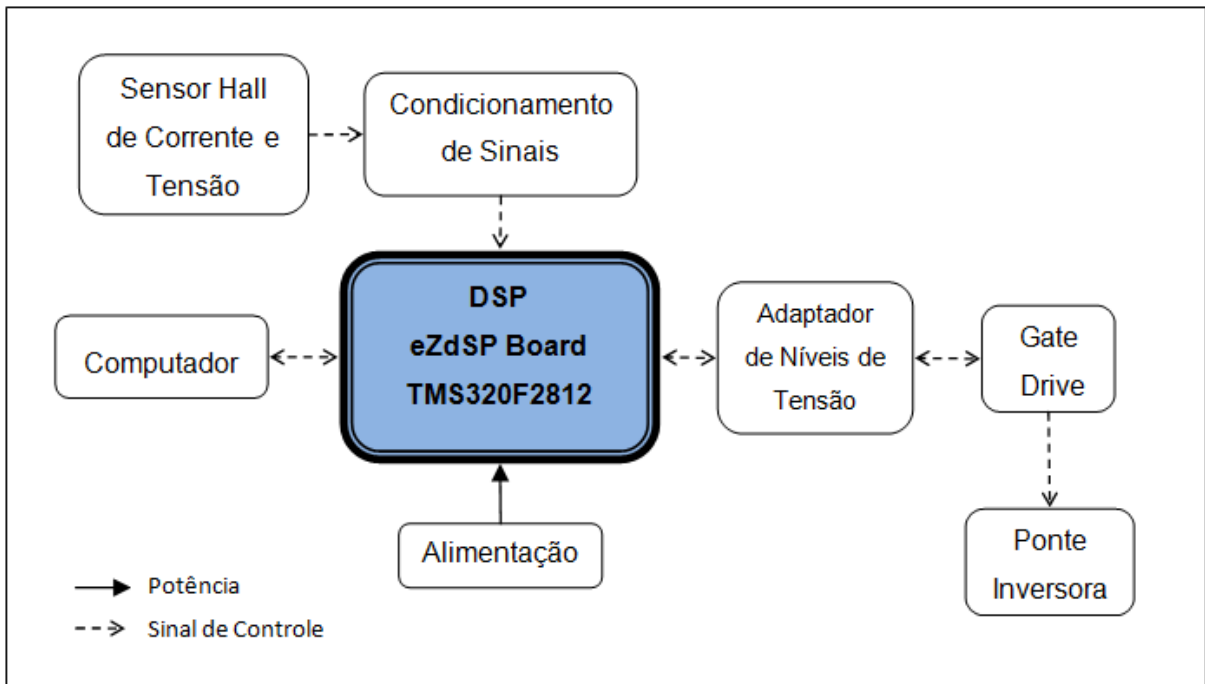 Sensor Hall
de Corrente e
Tensão
Condicionamento
de Sinais
DSP
eZdSP Board
TMS320F2812
Computador
Adaptador
de Níveis de
Tensão
Gate
Drive
Alimentação
Ponte
Inversora
Potência
Sinal de Controle